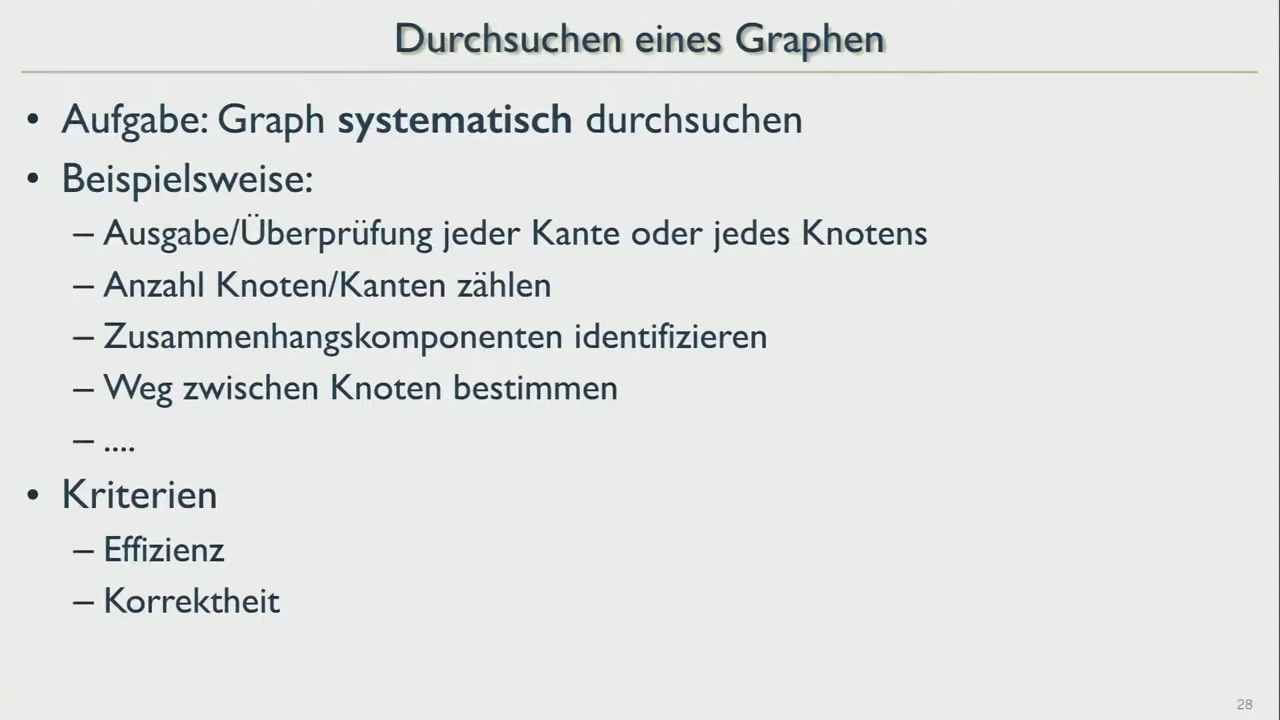 Durchsuchen eines Graphen
• Aufgabe: Graph systematisch durchsuchen
• Beispielsweise:
– Ausgabe/Überprüfung jeder Kante oder jedes Knotens
– Anzahl Knoten/Kanten zählen
– Zusammenhangskomponenten identifizieren
– Weg zwischen Knoten bestimmen
– ....
• Kriterien
– Effizienz
– Korrektheit
28